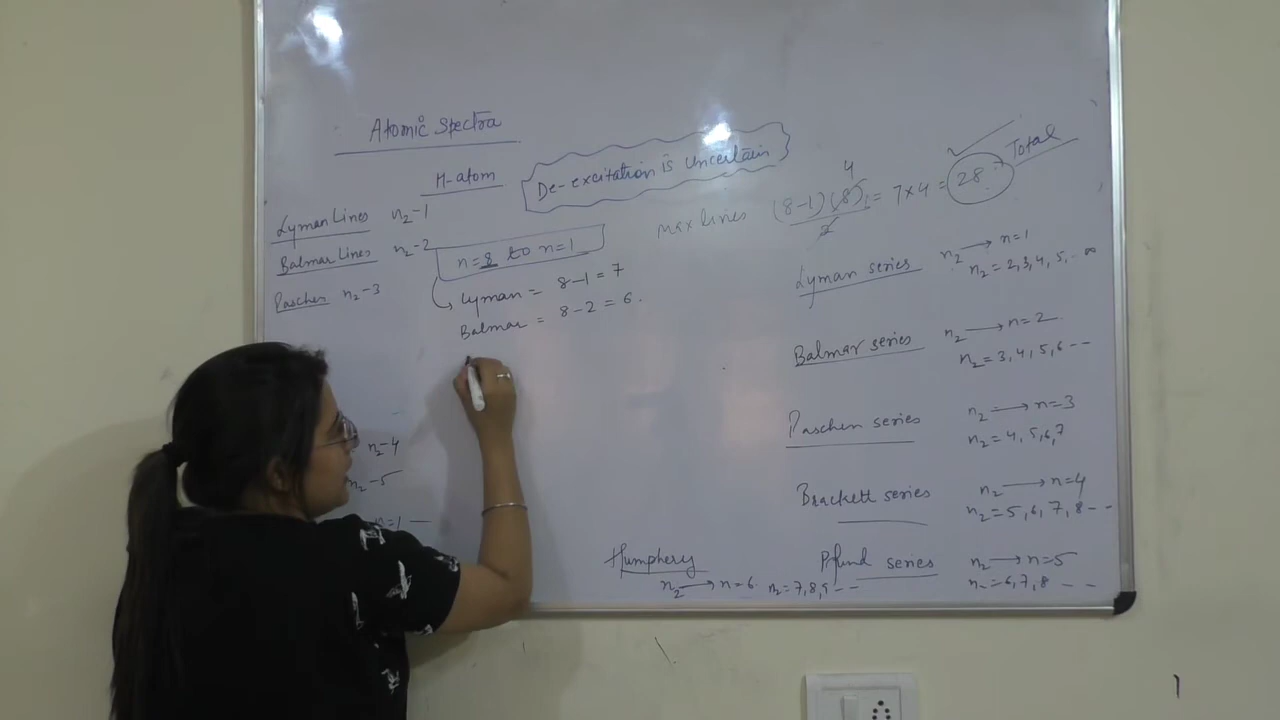 Atomic Spectra
H-atom
De-excitation is uncertain
Lyman Lines n₂-1
Balmar Lines n₂-2
Paschen n₂-3
n=8 to n=1
Lyman = 8-1 = 7
Balmar = 8-2 = 6.
n₂-4
n₂-5
n=1 —
max lines (8-1)(8) 4 / 2 = 7×4 = 28 Total
Lyman series n₂ ⟶ n=1
n₂ = 2,3,4,5,.. ∞
Balmar series n₂ ⟶ n=2
n₂ = 3,4,5,6 --
Paschen series n₂ ⟶ n=3
n₂ = 4,5,6,7
Brackett series n₂ ⟶ n=4
n₂ = 5,6,7,8 --
Pfund series n₂ ⟶ n=5
n₂ = 6,7,8 --
Humphery
n₂ ⟶ n=6 n₂ = 7,8,9 --